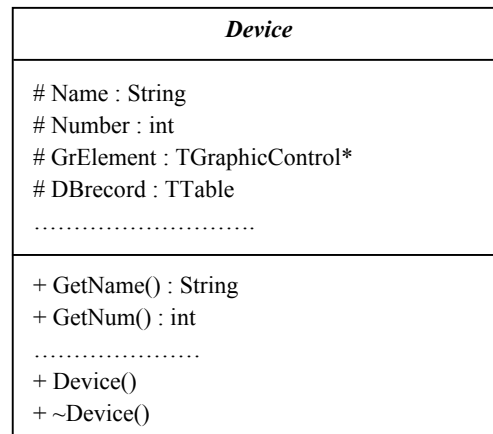 Device
# Name : String
# Number : int
# GrElement : TGraphicControl*
# DBrecord : TTable
……………………….
+ GetName() : String
+ GetNum() : int
…………………
+ Device()
+ ~Device()